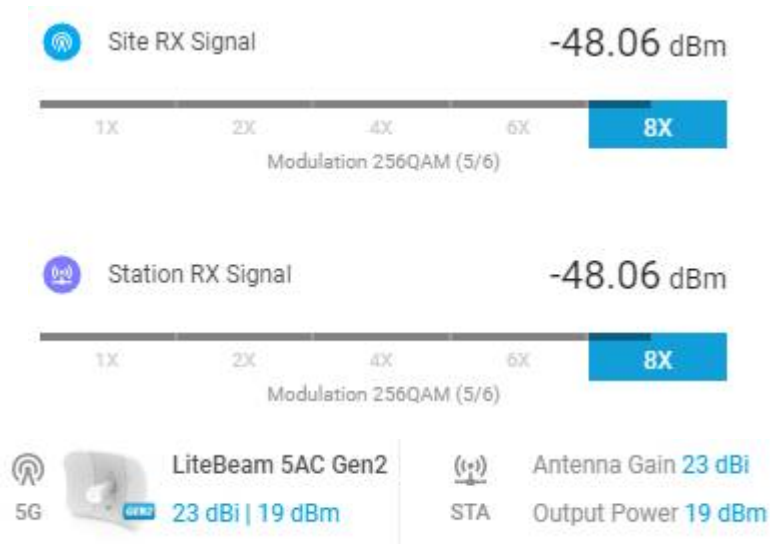 Site RX Signal -48.06 dBm
1X 2X 4X 6X 8X
Modulation 256QAM (5/6)
Station RX Signal -48.06 dBm
1X 2X 4X 6X 8X
Modulation 256QAM (5/6)
LiteBeam 5AC Gen2 Antenna Gain 23 dBi
5G GEN2 23 dBi | 19 dBm STA Output Power 19 dBm